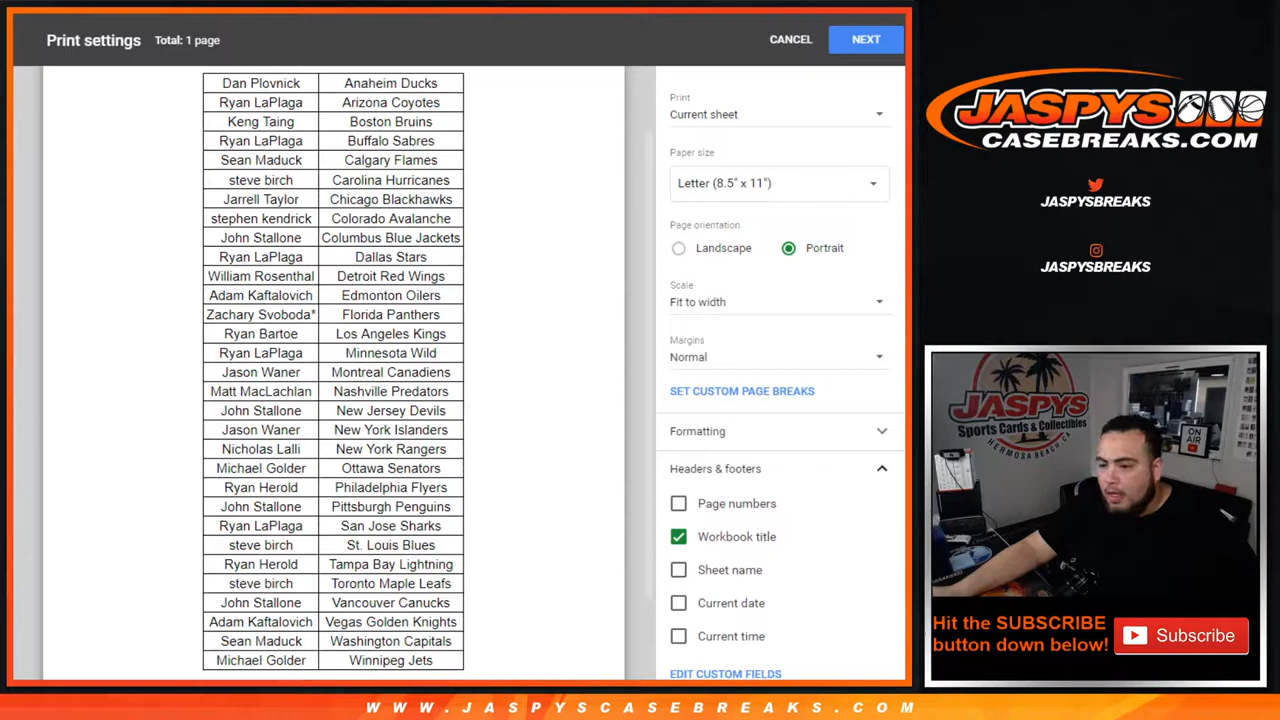 Print settings Total: 1 page CANCEL NEXT
Dan Plovnick Anaheim Ducks
Ryan LaPlaga Arizona Coyotes
Keng Taing Boston Bruins
Ryan LaPlaga Buffalo Sabres
Sean Maduck Calgary Flames
steve birch Carolina Hurricanes
Jarrell Taylor Chicago Blackhawks
stephen kendrick Colorado Avalanche
John Stallone Columbus Blue Jackets
Ryan LaPlaga Dallas Stars
William Rosenthal Detroit Red Wings
Adam Kaftalovich Edmonton Oilers
Zachary Svoboda* Florida Panthers
Ryan Bartoe Los Angeles Kings
Ryan LaPlaga Minnesota Wild
Jason Waner Montreal Canadiens
Matt MacLachlan Nashville Predators
John Stallone New Jersey Devils
Jason Waner New York Islanders
Nicholas Lalli New York Rangers
Michael Golder Ottawa Senators
Ryan Herold Philadelphia Flyers
John Stallone Pittsburgh Penguins
Ryan LaPlaga San Jose Sharks
steve birch St. Louis Blues
Ryan Herold Tampa Bay Lightning
steve birch Toronto Maple Leafs
John Stallone Vancouver Canucks
Adam Kaftalovich Vegas Golden Knights
Sean Maduck Washington Capitals
Michael Golder Winnipeg Jets
Print
Current sheet
Paper size
Letter (8.5" x 11")
Page orientation
Landscape Portrait
Scale
Fit to width
Margins
Normal
SET CUSTOM PAGE BREAKS
Formatting
Headers & footers
Page numbers
Workbook title
Sheet name
Current date
Current time
EDIT CUSTOM FIELDS
JASPYS
CASEBREAKS.COM
JASPYSBREAKS
JASPYSBREAKS
JASPYS
Sports Cards & Collectibles
HERMOSA BEACH, CA
ON
AIR
Hit the SUBSCRIBE
button down below!
Subscribe
WWW.JASPYSCASEBREAKS.COM